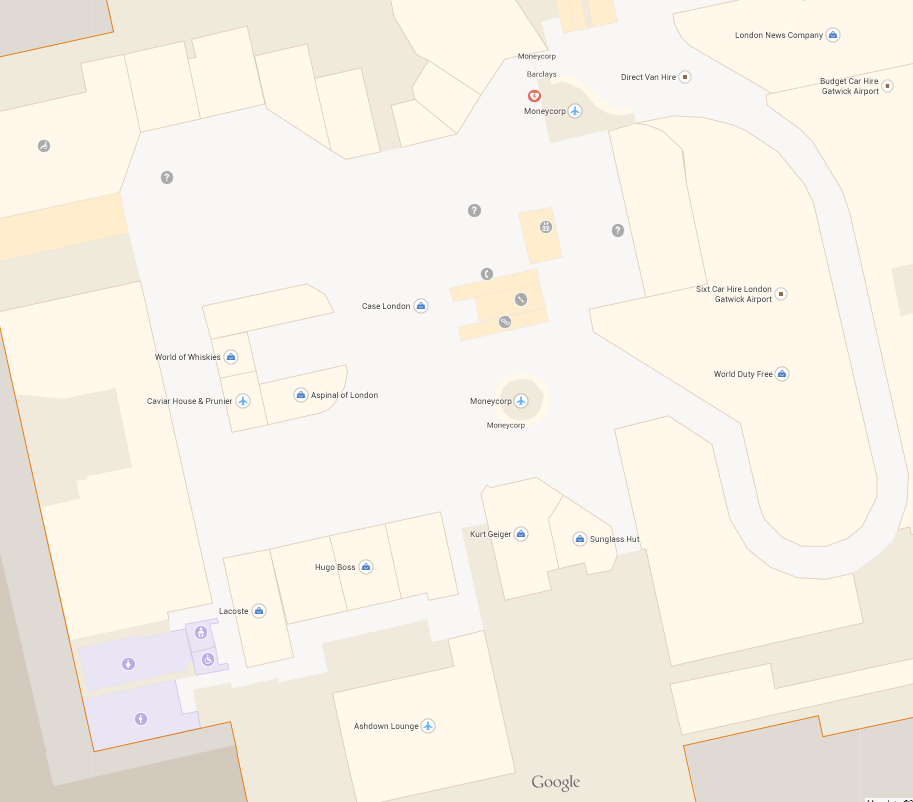 London News Company
Moneycorp
Barclays
Direct Van Hire
Budget Car Hire
Gatwick Airport
Moneycorp
?
?
?
Sixt Car Hire London
Gatwick Airport
Case London
World of Whiskies
World Duty Free
Caviar House & Prunier
Aspinal of London
Moneycorp
Moneycorp
Kurt Geiger
Sunglass Hut
Hugo Boss
Lacoste
Ashdown Lounge
Google